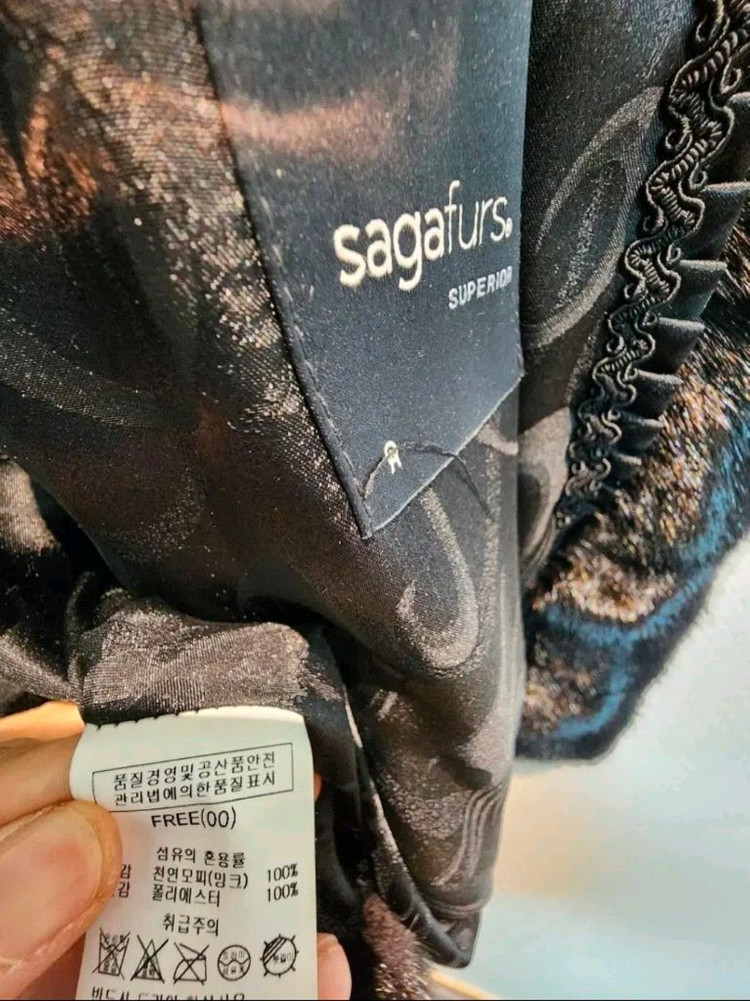 sagafurs®
SUPERIOR
품질경영및공산품안전
관리법에의한품질표시
FREE(00)
섬유의 혼용률
감 천연모피(밍크) 100%
감 폴리에스터 100%
취급주의